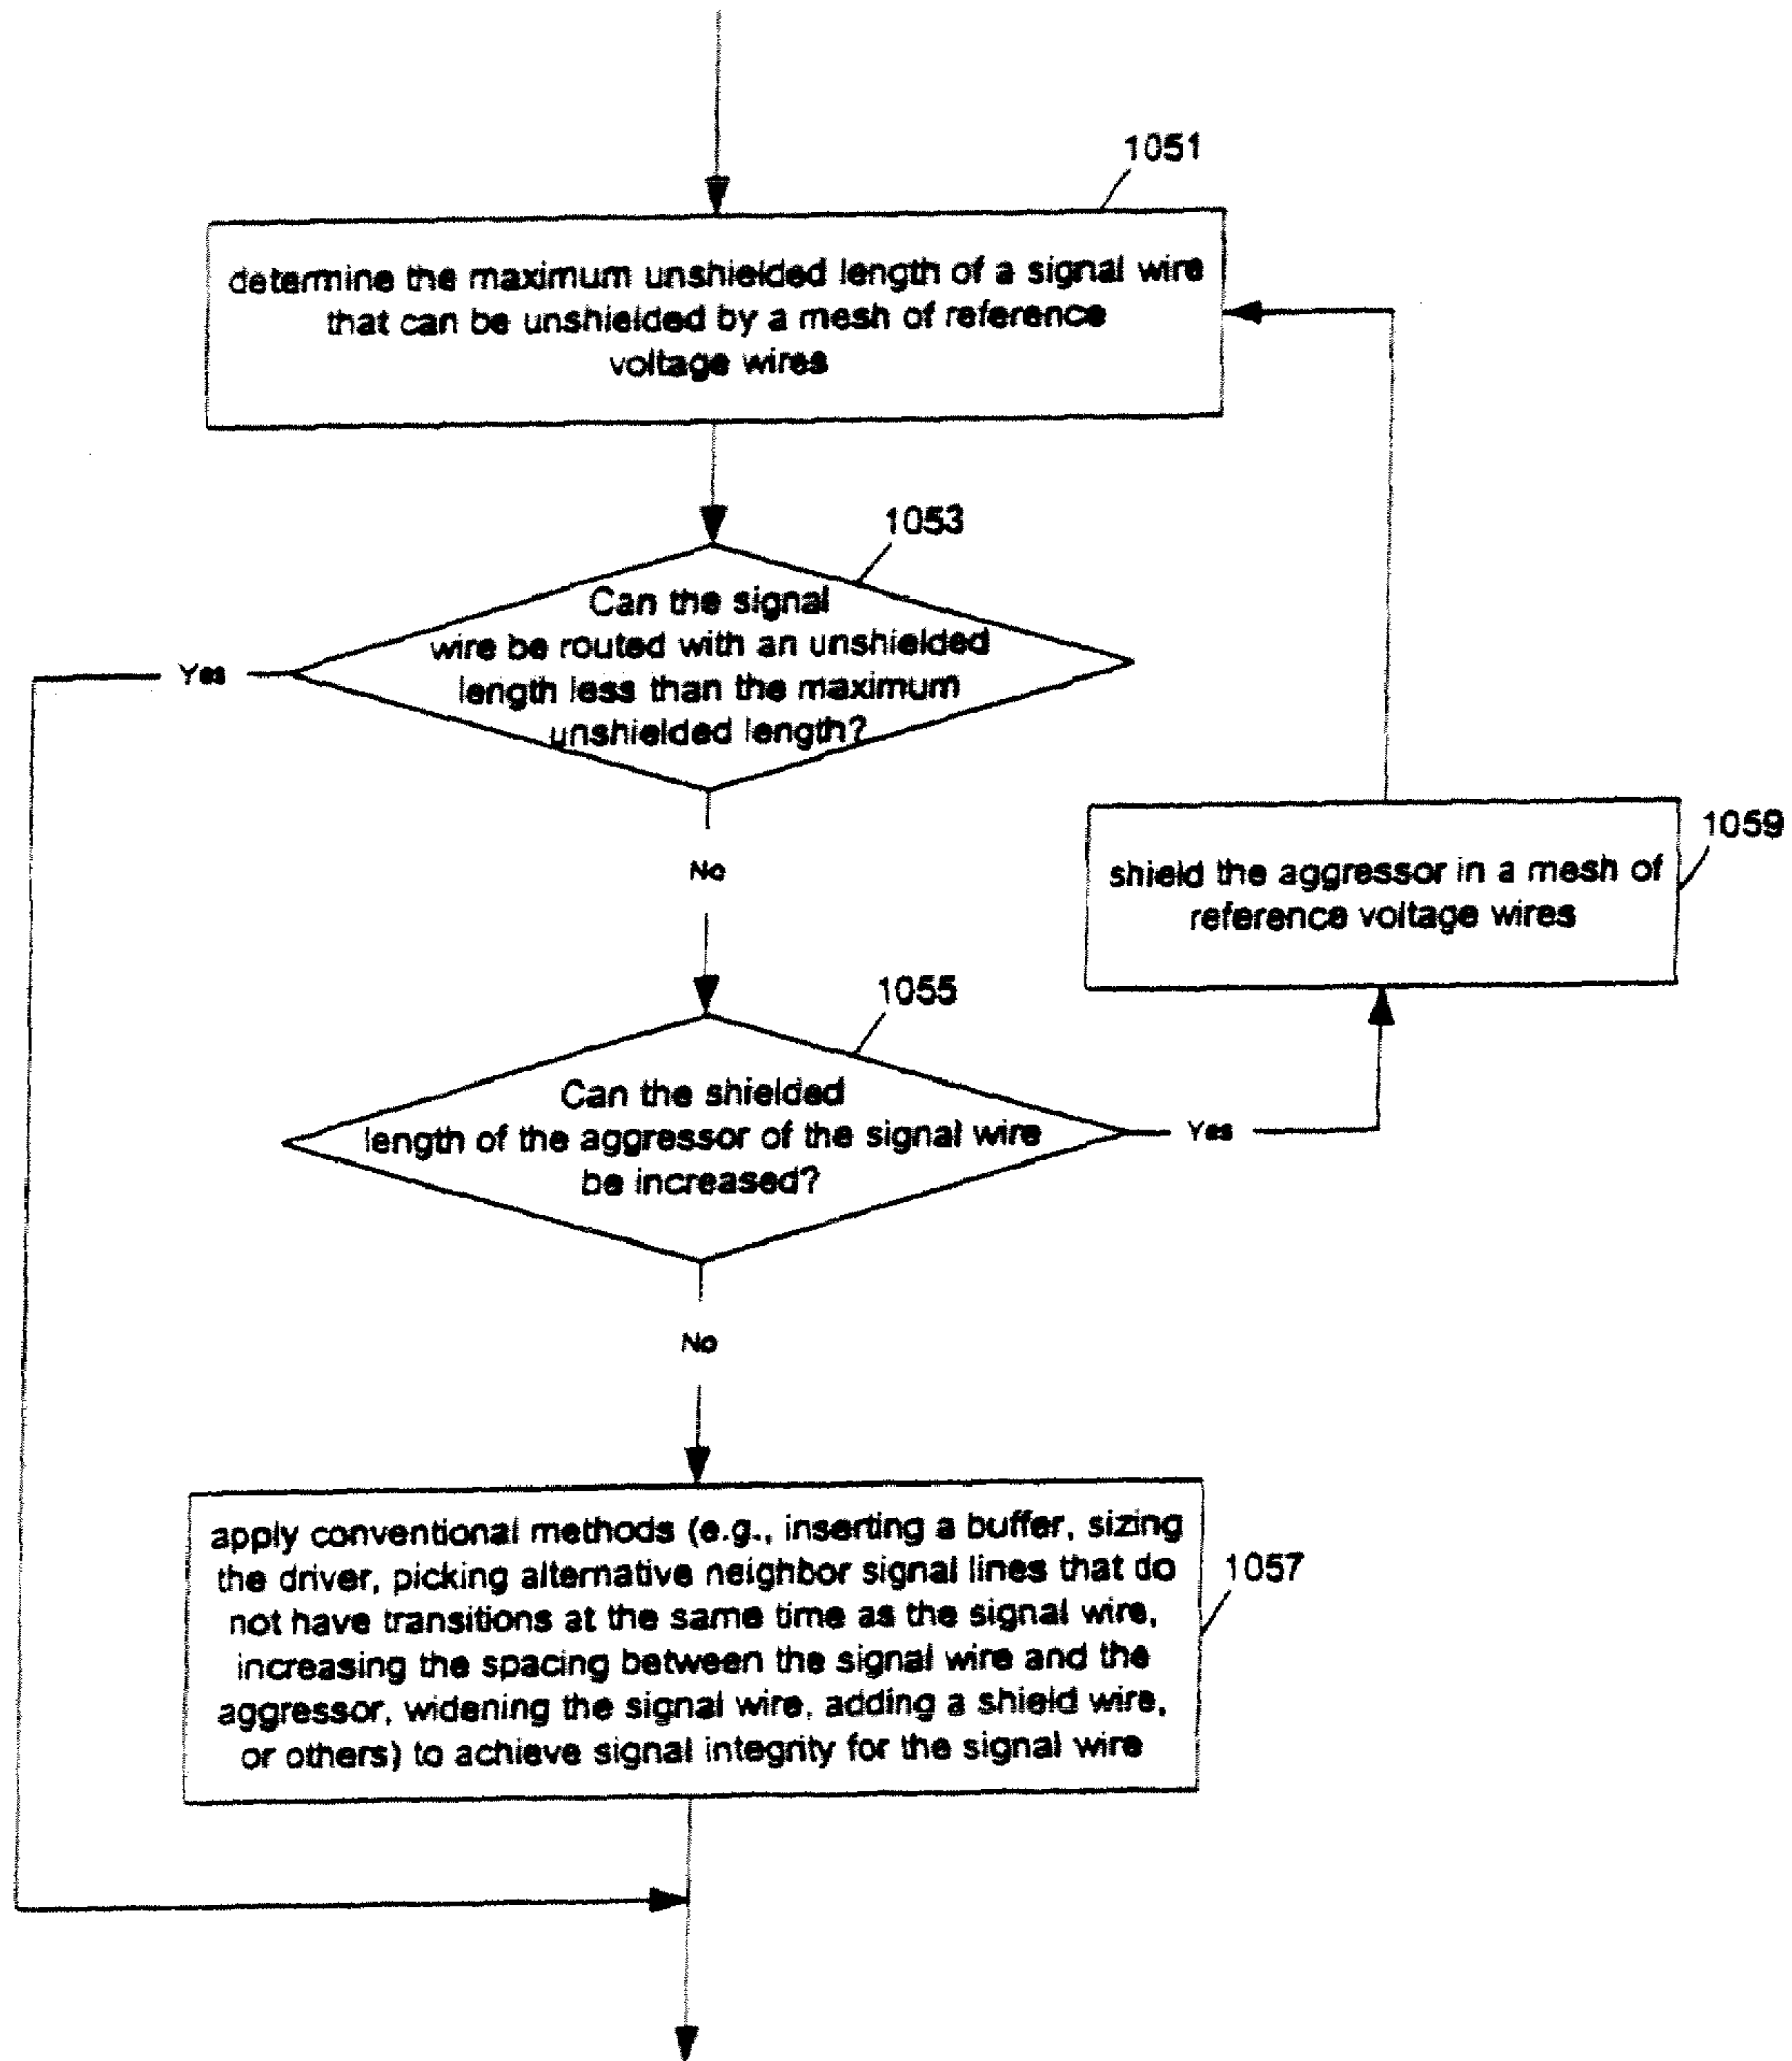 1051
determine the maximum unshielded length of a signal wire
that can be unshielded by a mesh of reference
voltage wires
1053
Can the signal
wire be routed with an unshielded
length less than the maximum
unshielded length?
Yes
No
1059
shield the aggressor in a mesh of
reference voltage wires
1055
Can the shielded
length of the aggressor of the signal wire
be increased?
Yes
No
apply conventional methods (e.g., inserting a buffer, sizing
the driver, picking alternative neighbor signal lines that do
not have transitions at the same time as the signal wire,
increasing the spacing between the signal wire and the
aggressor, widening the signal wire, adding a shield wire,
or others) to achieve signal integrity for the signal wire
1057